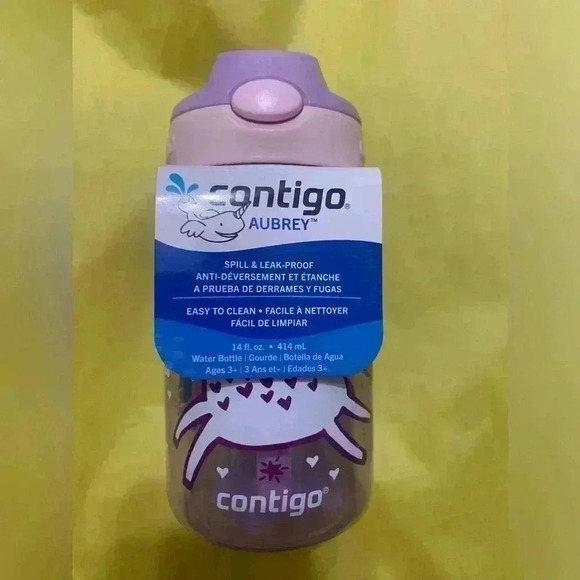 contigo®
AUBREY™
SPILL & LEAK-PROOF
ANTI-DÉVERSEMENT ET ÉTANCHE
A PRUEBA DE DERRAMES Y FUGAS
EASY TO CLEAN • FACILE À NETTOYER
FÁCIL DE LIMPIAR
14 fl. oz. • 414 mL
Water Bottle | Gourde | Botella de Agua
Ages 3+ | 3 Ans et+ | Edades 3+
contigo®